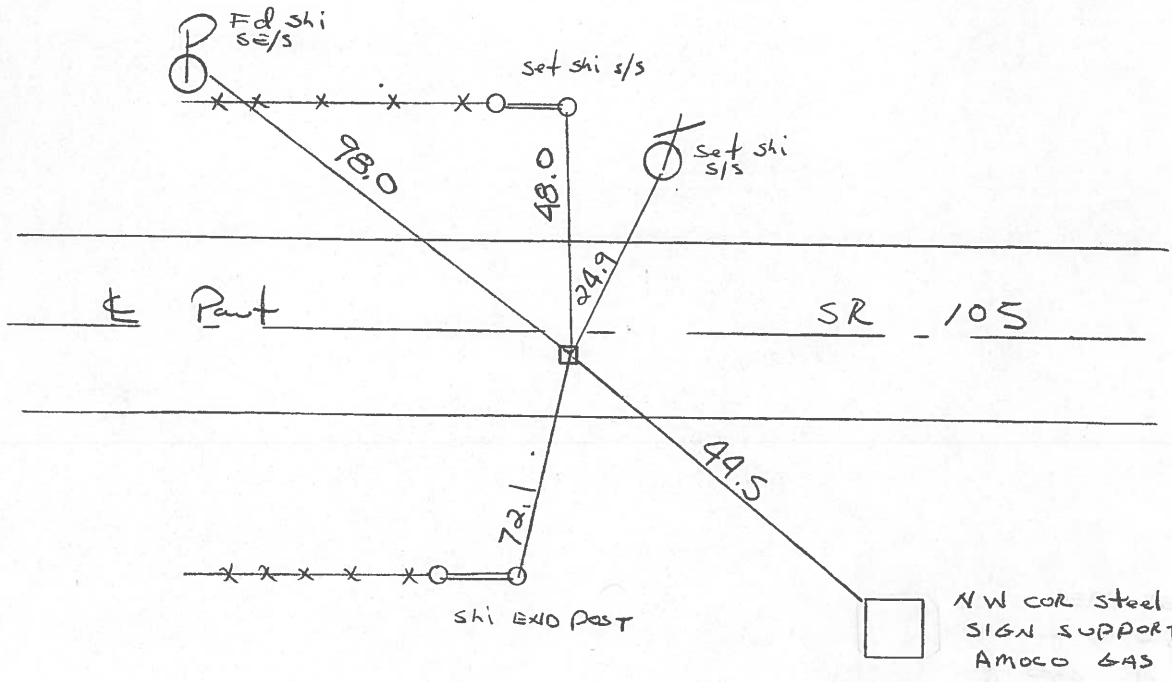 Fd shi
SE/S
set shi s/s
set shi
s/s
98.0
48.0
24.9
℄ Pavt SR - 105
44.5
72.1
shi END POST
NW COR steel
SIGN SUPPORT
AMOCO GAS